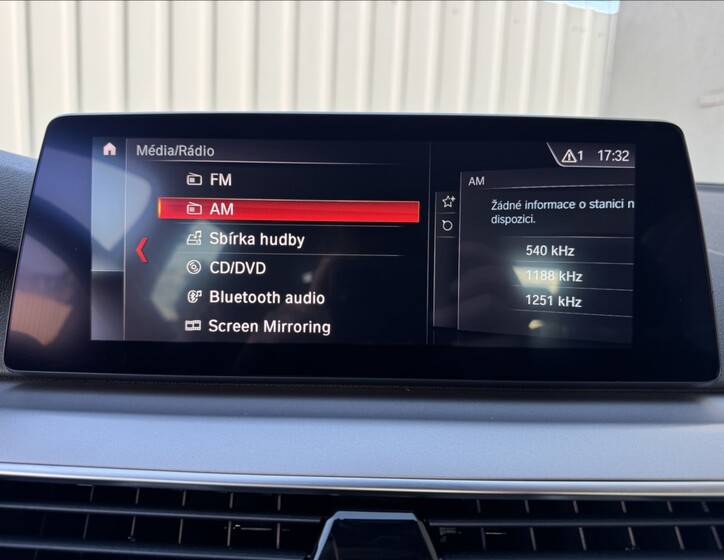 Média/Rádio
1 17:32
FM
AM
Sbírka hudby
CD/DVD
Bluetooth audio
Screen Mirroring
AM
Žádné informace o stanici n
dispozici.
540 kHz
1188 kHz
1251 kHz